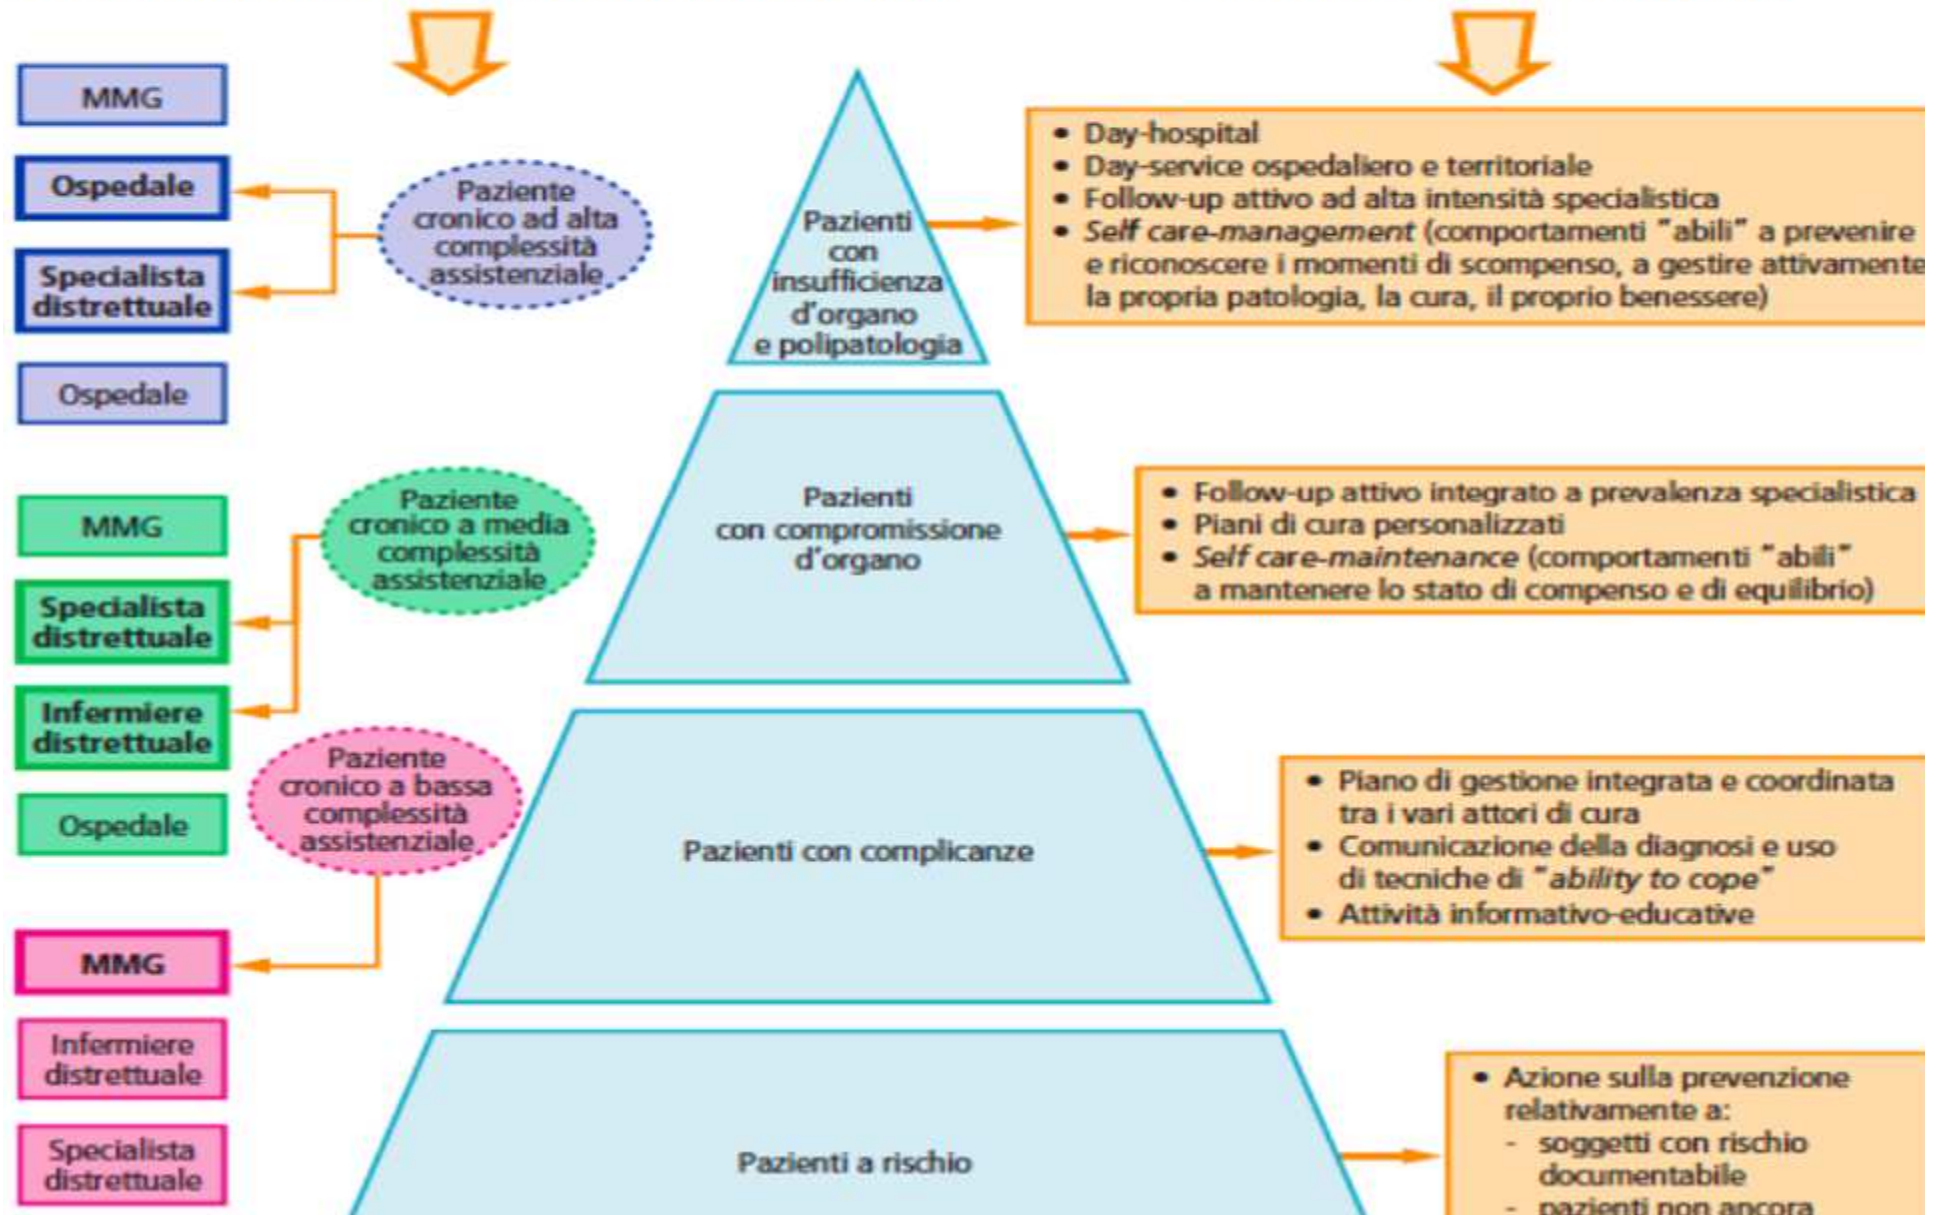 MMG
Ospedale
Specialista
distrettuale
Ospedale
Paziente
cronico ad alta
complessità
assistenziale
Pazienti
con
insufficienza
d'organo
e polipatologia
• Day-hospital
• Day-service ospedaliero e territoriale
• Follow-up attivo ad alta intensità specialistica
• Self care-management (comportamenti "abili" a prevenire
e riconoscere i momenti di scompenso, a gestire attivamente
la propria patologia, la cura, il proprio benessere)
MMG
Specialista
distrettuale
Infermiere
distrettuale
Ospedale
Paziente
cronico a media
complessità
assistenziale
Pazienti
con compromissione
d'organo
• Follow-up attivo integrato a prevalenza specialistica
• Piani di cura personalizzati
• Self care-maintenance (comportamenti "abili"
a mantenere lo stato di compenso e di equilibrio)
Paziente
cronico a bassa
complessità
assistenziale
Pazienti con complicanze
• Piano di gestione integrata e coordinata
tra i vari attori di cura
• Comunicazione della diagnosi e uso
di tecniche di "ability to cope"
• Attività informativo-educative
MMG
Infermiere
distrettuale
Specialista
distrettuale
Pazienti a rischio
• Azione sulla prevenzione
relativamente a:
- soggetti con rischio
documentabile
- pazienti non ancora